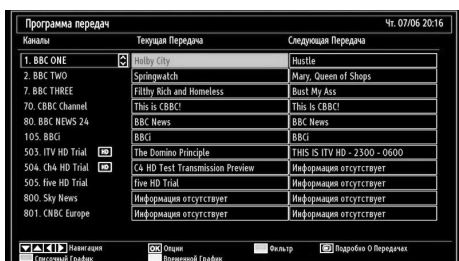 Программа передач Чт. 07/06 20:16
Каналы Текущая Передача Следующая Передача
1. BBC ONE Holby City Hustle
2. BBC TWO Springwatch Mary, Queen of Shops
7. BBC THREE Filthy Rich and Homeless Bust My Ass
70. CBBC Channel This is CBBC! This Is CBBC!
80. BBC NEWS 24 BBC News BBC News
105. BBCi BBCi BBCi
503. ITV HD Trial HD The Domino Principle THIS IS ITV HD - 2300 - 0600
504. Ch4 HD Trial HD C4 HD Test Transmission Preview Информация отсутствует
505. five HD Trial five HD Trial Информация отсутствует
800. Sky News Информация отсутствует Информация отсутствует
801. CNBC Europe Информация отсутствует Информация отсутствует
Навигация OK Опции Фильтр Подробно О Передачах
Списочный График Временной График